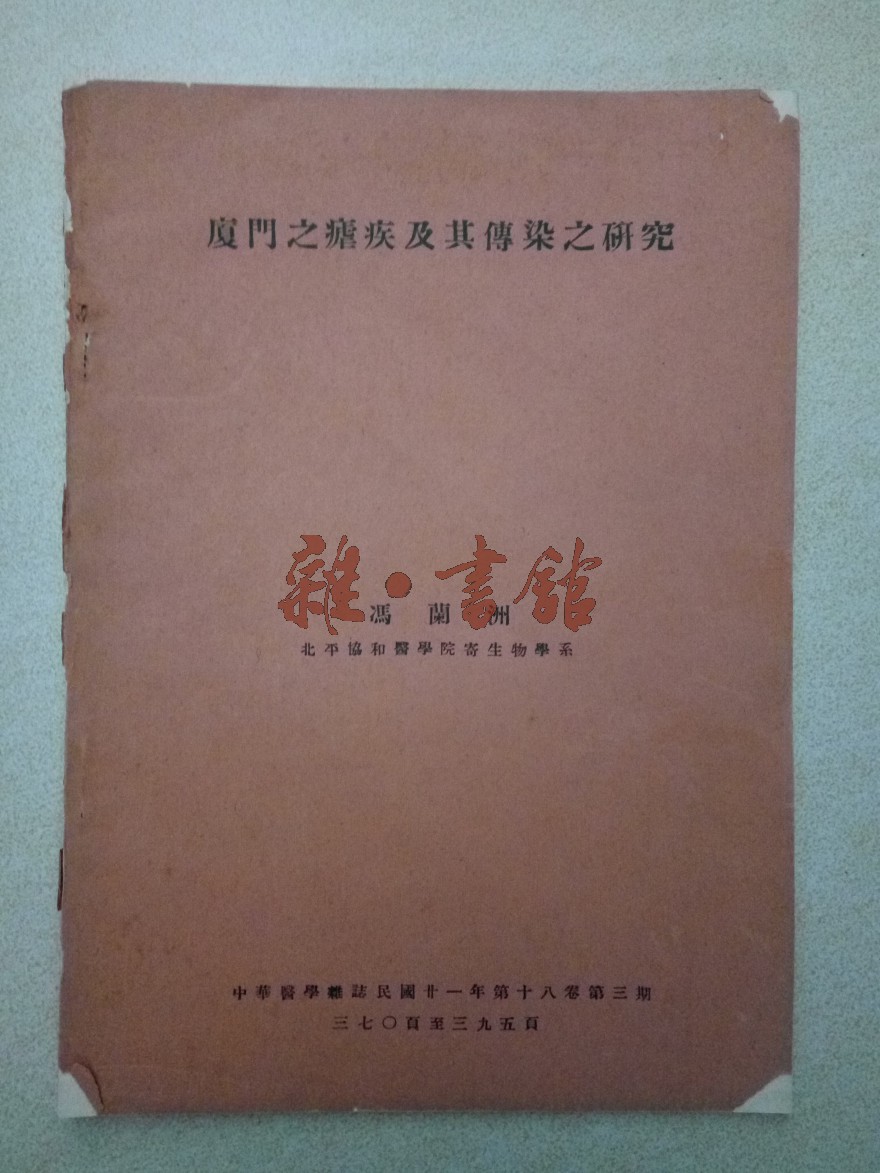 廈門之瘧疾及其傳染之研究
雜·書館
馮蘭洲
北平協和醫學院寄生物學系
中華醫學雜誌民國廿一年第十八卷第三期
三七〇頁至三九五頁